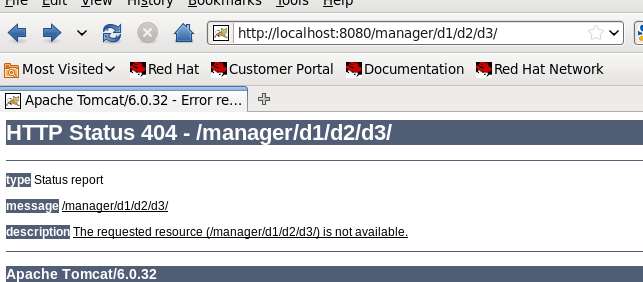 File Edit View History Bookmarks Tools Help
http://localhost:8080/manager/d1/d2/d3/
Most Visited Red Hat Customer Portal Documentation Red Hat Network
Apache Tomcat/6.0.32 - Error re...
HTTP Status 404 - /manager/d1/d2/d3/
type Status report
message /manager/d1/d2/d3/
description The requested resource (/manager/d1/d2/d3/) is not available.
Apache Tomcat/6.0.32